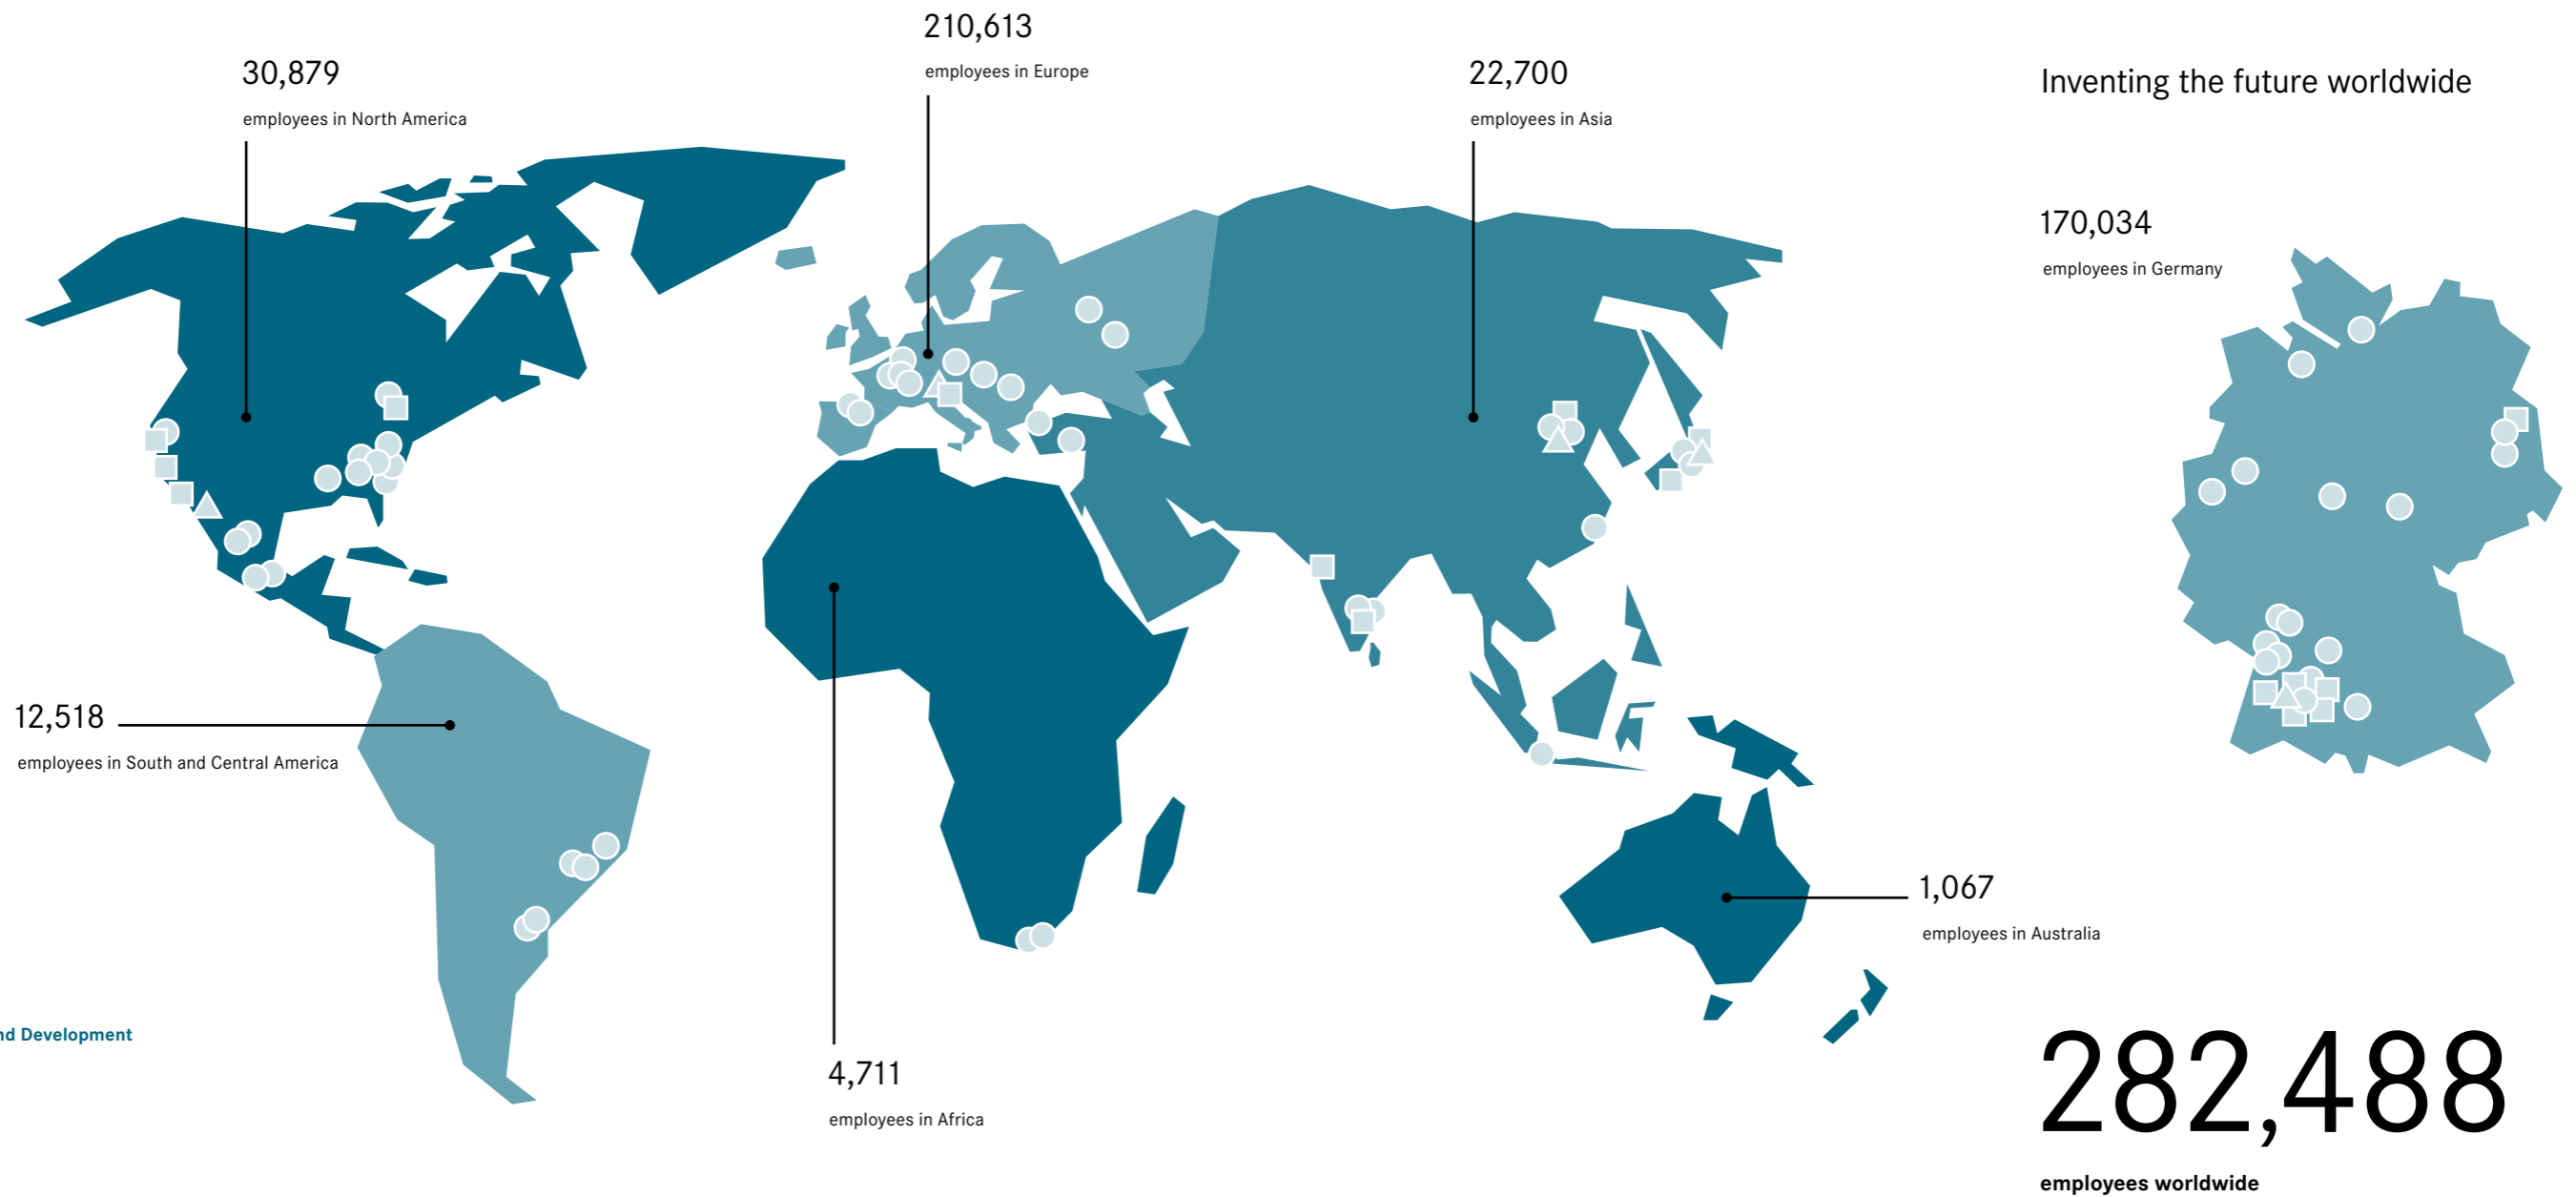 210,613
employees in Europe
30,879
employees in North America
22,700
employees in Asia
Inventing the future worldwide
170,034
employees in Germany
12,518
employees in South and Central America
1,067
employees in Australia
nd Development
4,711
employees in Africa
282,488
employees worldwide